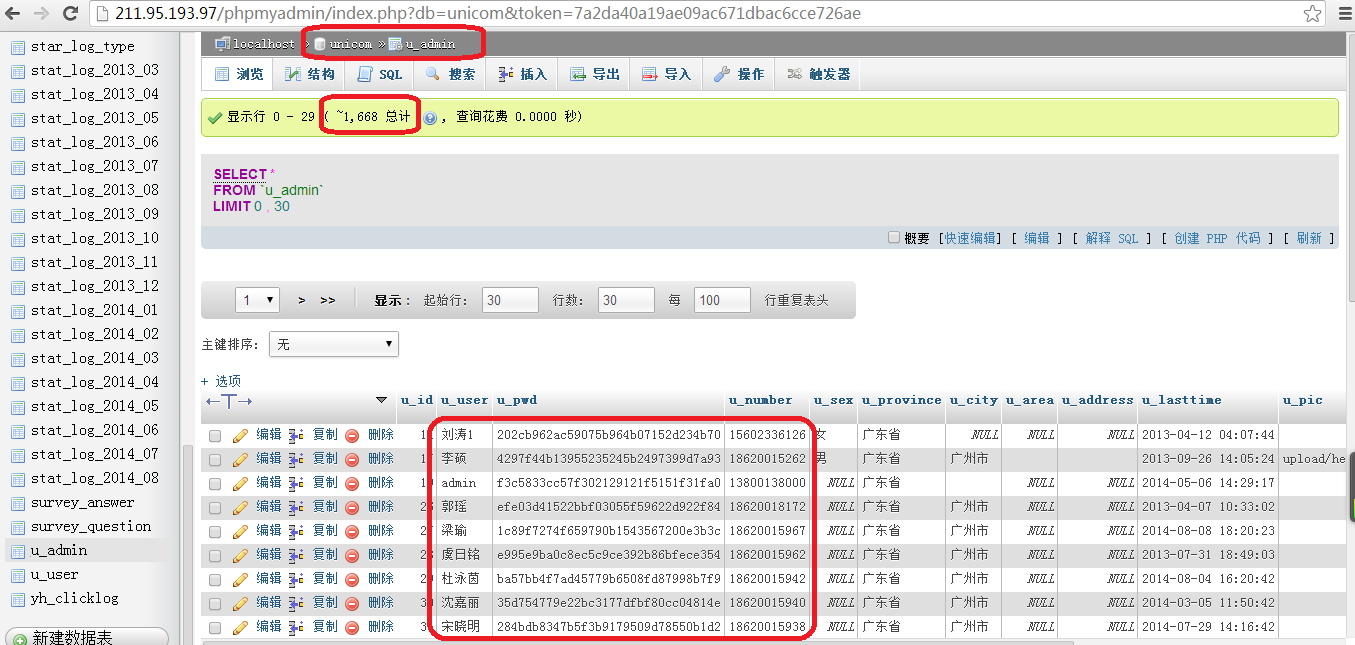 211.95.193.97/phpmyadmin/index.php?db=unicom&token=7a2da40a19ae09ac671dbac6cce726ae
star_log_type
stat_log_2013_03
stat_log_2013_04
stat_log_2013_05
stat_log_2013_06
stat_log_2013_07
stat_log_2013_08
stat_log_2013_09
stat_log_2013_10
stat_log_2013_11
stat_log_2013_12
stat_log_2014_01
stat_log_2014_02
stat_log_2014_03
stat_log_2014_04
stat_log_2014_05
stat_log_2014_06
stat_log_2014_07
stat_log_2014_08
survey_answer
survey_question
u_admin
u_user
yh_clicklog
新建数据表
localhost » unicom » u_admin
浏览 结构 SQL 搜索 插入 导出 导入 操作 触发器
显示行 0 - 29 ( ~1,668 总计 , 查询花费 0.0000 秒)
SELECT *
FROM `u_admin`
LIMIT 0 , 30
概要 [快速编辑] [ 编辑 ] [ 解释 SQL ] [ 创建 PHP 代码 ] [ 刷新 ]
1 > >> 显示： 起始行： 30 行数： 30 每 100 行重复表头
主键排序： 无
+ 选项
←T→ u_id u_user u_pwd u_number u_sex u_province u_city u_area u_address u_lasttime u_pic
编辑 复制 删除 刘涛1 202cb962ac59075b964b07152d234b70 15602336126 女 广东省 NULL NULL NULL 2013-04-12 04:07:44
编辑 复制 删除 李硕 4297f44b13955235245b2497399d7a93 18620015262 男 广东省 广州市 2013-09-26 14:05:24 upload/he
编辑 复制 删除 admin f3c5833cc57f302129121f5151f31fa0 13800138000 NULL 广东省 NULL NULL 2014-05-06 14:29:17
编辑 复制 删除 郭瑶 efe03d41522bbf03055f59622d922f84 18620018172 NULL 广东省 广州市 NULL NULL 2013-04-07 10:33:02
编辑 复制 删除 梁瑜 1c89f7274f659790b1543567200e3b3c 18620015967 NULL 广东省 广州市 NULL NULL 2014-08-08 18:20:23
编辑 复制 删除 虞日铭 e995e9ba0c8ec5c9ce392b86bfece354 18620015962 NULL 广东省 广州市 NULL NULL 2013-07-31 18:49:03
编辑 复制 删除 杜泳茵 ba57bb4f7ad45779b6508fd87998b7f9 18620015942 NULL 广东省 广州市 NULL NULL 2014-08-04 16:20:42
编辑 复制 删除 沈嘉丽 35d754779e22bc3177dfbf80cc04814e 18620015940 NULL 广东省 广州市 NULL NULL 2014-03-05 11:50:42
编辑 复制 删除 宋晓明 284bdb8347b5f3b9179509d78550b1d2 18620015938 NULL 广东省 广州市 NULL NULL 2014-07-29 14:16:42